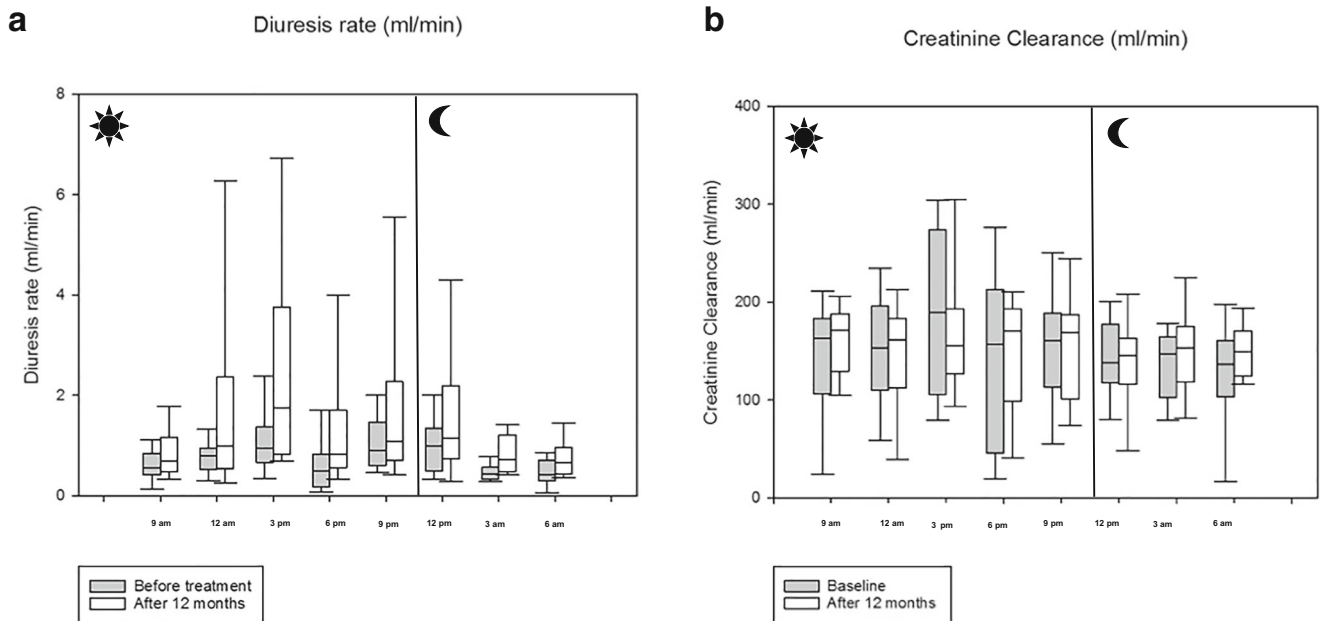 a
Diuresis rate (ml/min)
8
6
4
2
0
Diuresis rate (ml/min)
9 am
12 am
3 pm
6 pm
9 pm
12 pm
3 am
6 am
Before treatment
After 12 months
b
Creatinine Clearance (ml/min)
400
300
200
100
0
Creatinine Clearance (ml/min)
9 am
12 am
3 pm
6 pm
9 pm
12 pm
3 am
6 am
Baseline
After 12 months